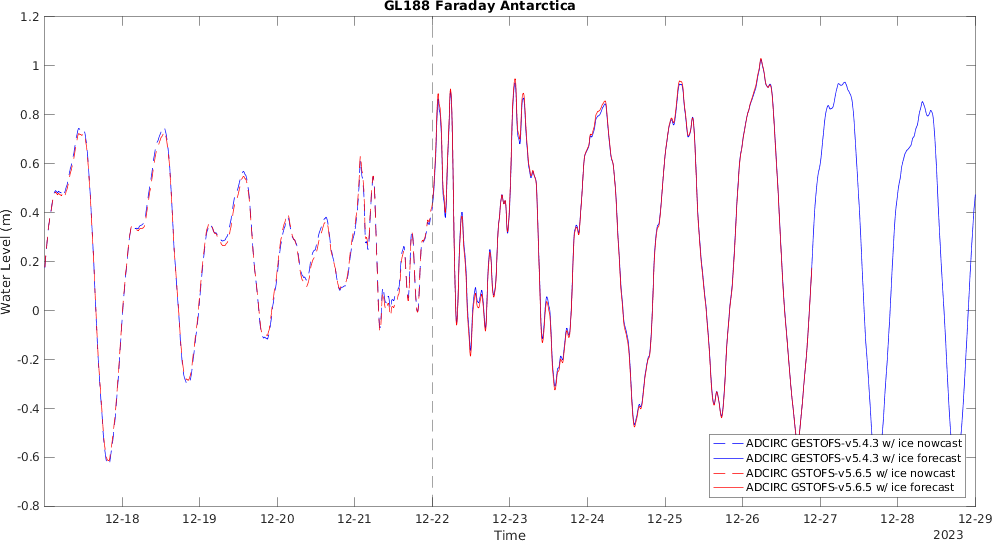 GL188 Faraday Antarctica
1.2
1
0.8
0.6
0.4
0.2
0
-0.2
-0.4
-0.6
-0.8
Water Level (m)
ADCIRC GESTOFS-v5.4.3 w/ ice nowcast
ADCIRC GESTOFS-v5.4.3 w/ ice forecast
ADCIRC GSTOFS-v5.6.5 w/ ice nowcast
ADCIRC GSTOFS-v5.6.5 w/ ice forecast
12-18 12-19 12-20 12-21 12-22 12-23 12-24 12-25 12-26 12-27 12-28 12-29
Time
2023